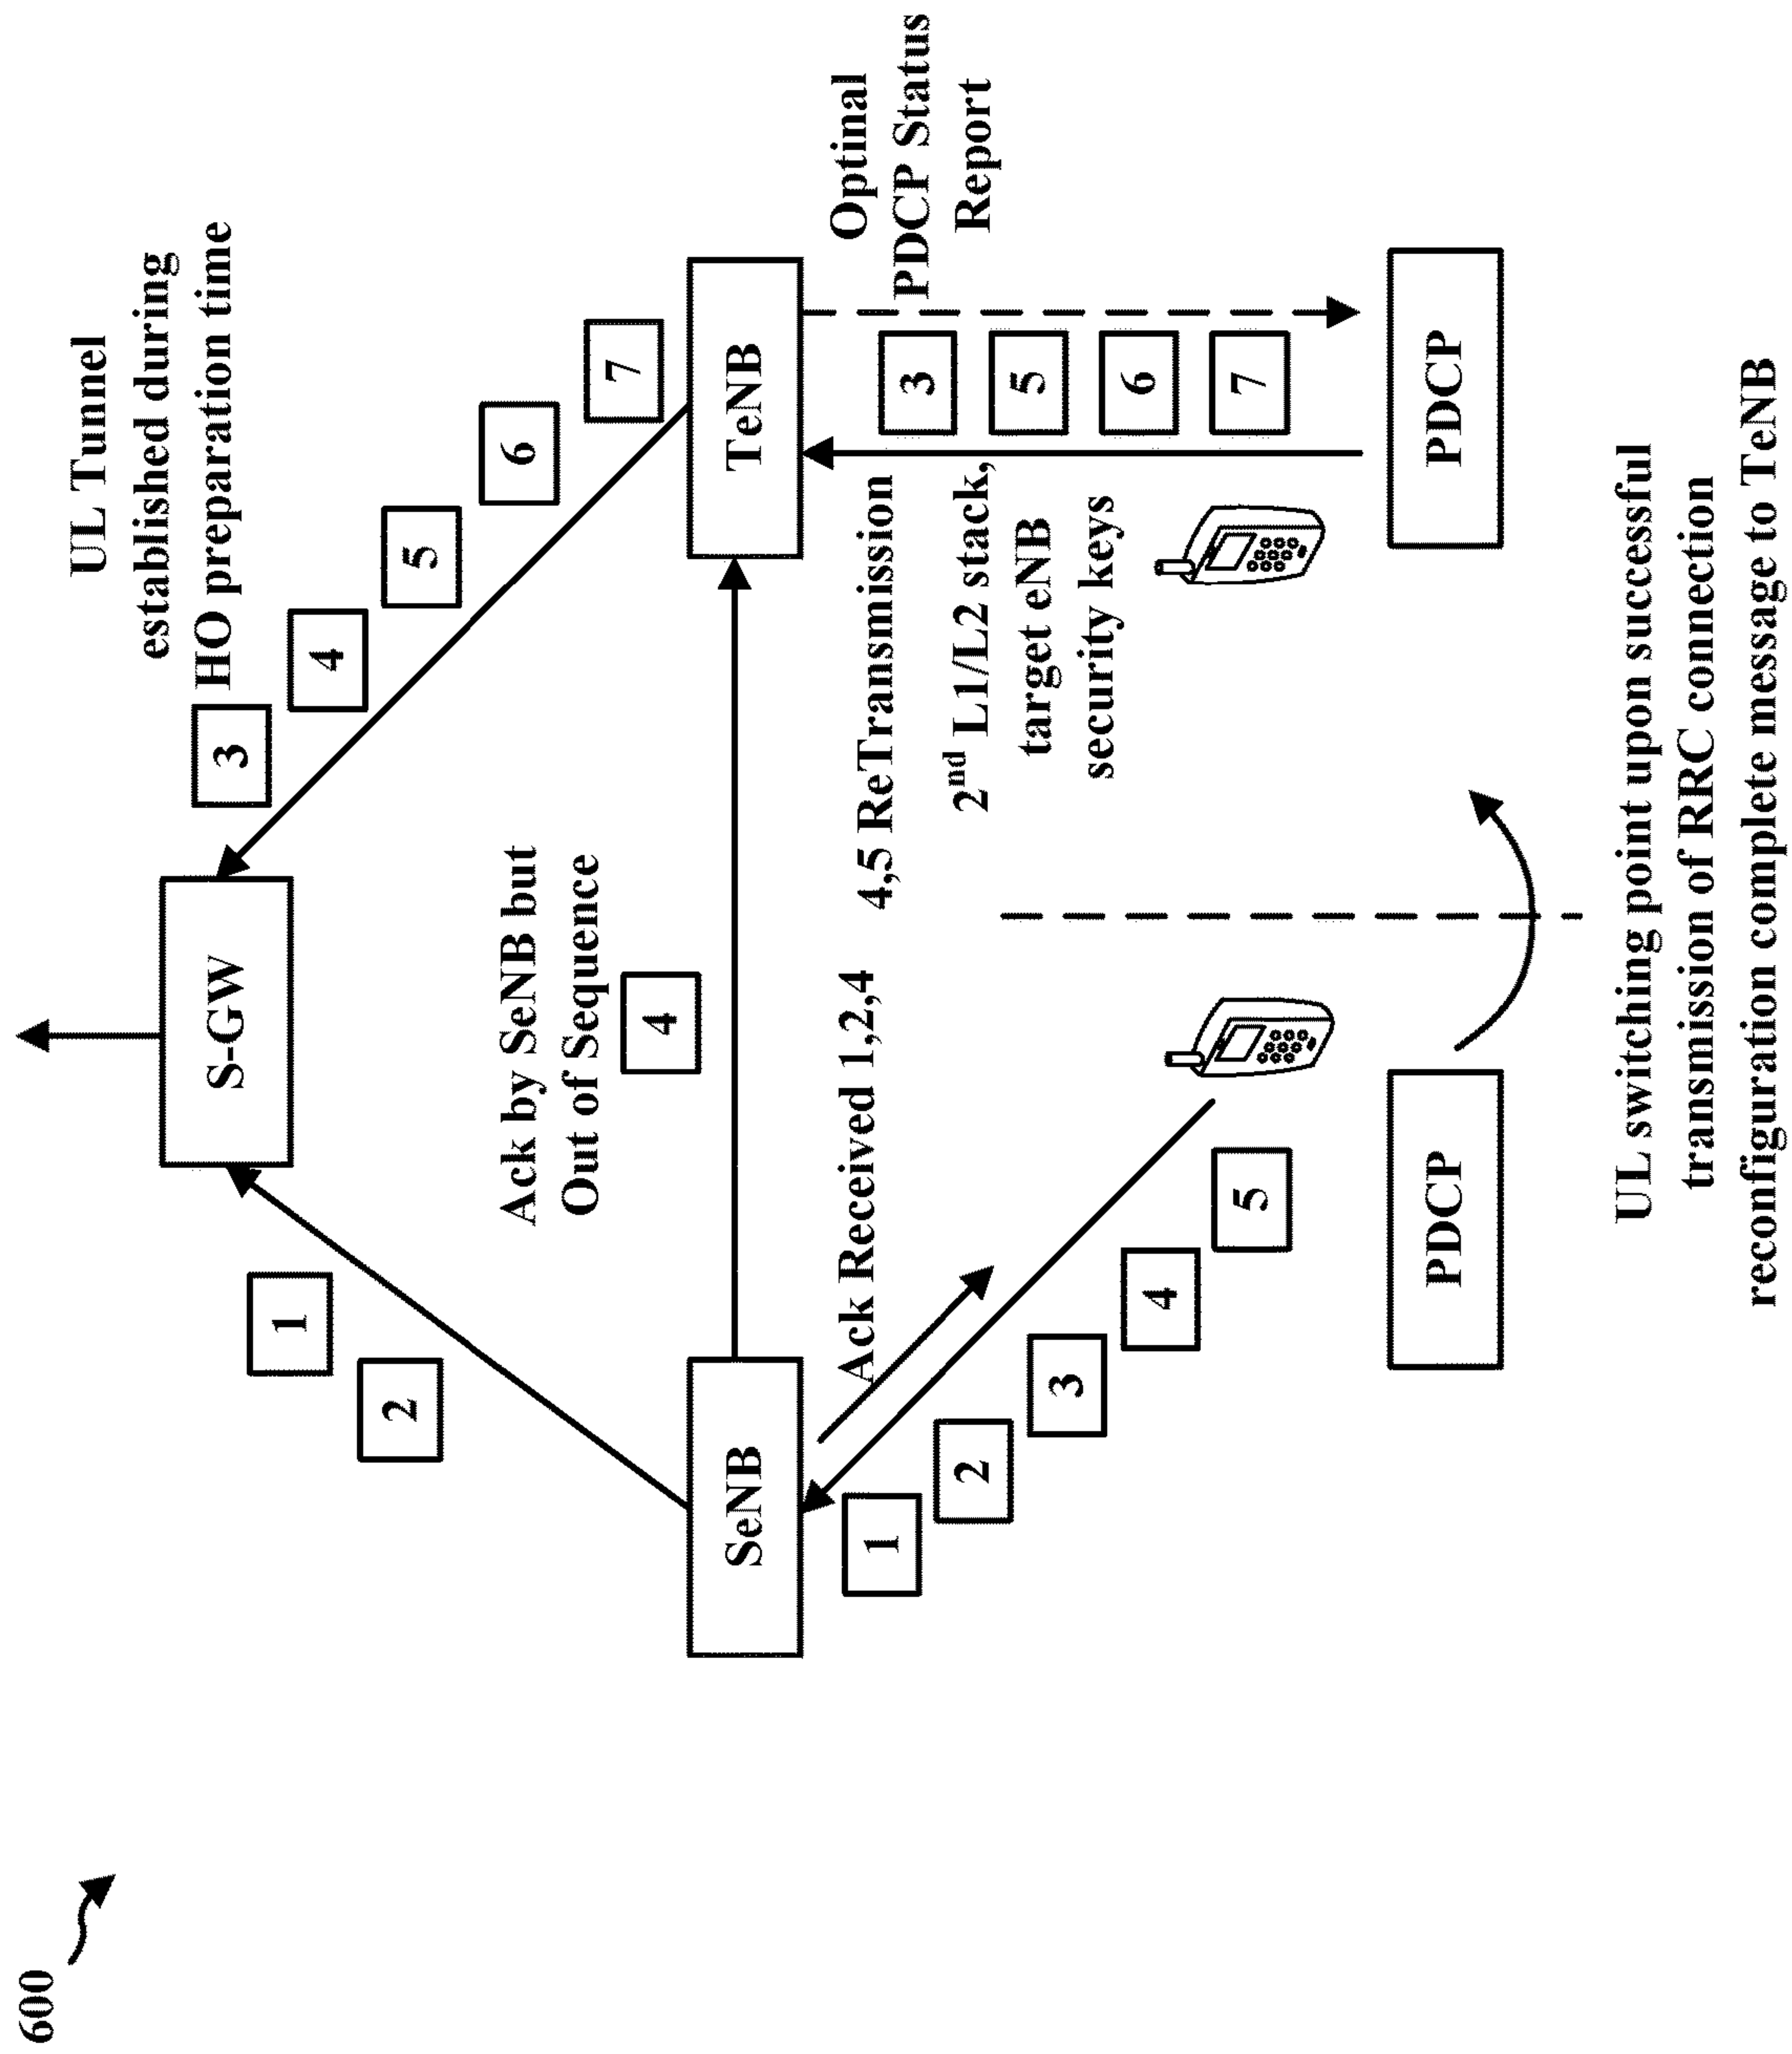 600
UL Tunnel
established during
HO preparation time
S-GW
1
2
3
4
5
6
7
Ack by SeNB but
Out of Sequence
4
SeNB
TeNB
Ack Received 1,2,4
4,5 ReTransmission
2nd L1/L2 stack,
target eNB
security keys
Optinal
PDCP Status
Report
1
2
3
4
5
3
5
6
7
PDCP
PDCP
UL switching point upon successful
transmission of RRC connection
reconfiguration complete message to TeNB